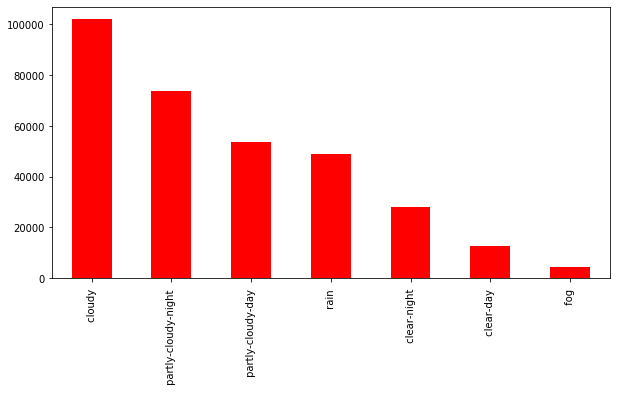 100000
80000
60000
40000
20000
0
cloudy
partly-cloudy-night
partly-cloudy-day
rain
clear-night
clear-day
fog